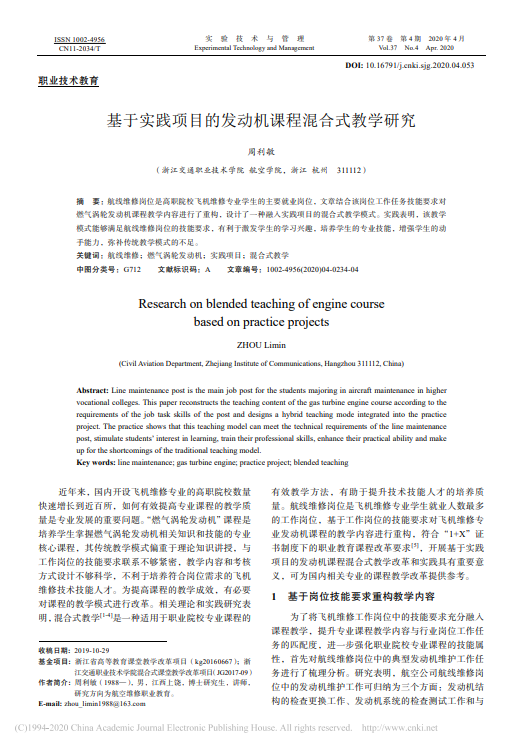 ISSN 1002-4956
CN11-2034/T
实 验 技 术 与 管 理
Experimental Technology and Management
第 37 卷 第 4 期 2020 年 4 月
Vol.37 No.4 Apr. 2020
DOI: 10.16791/j.cnki.sjg.2020.04.053
职业技术教育
基于实践项目的发动机课程混合式教学研究
周利敏
（浙江交通职业技术学院 航空学院，浙江 杭州 311112）
摘 要：航线维修岗位是高职院校飞机维修专业学生的主要就业岗位，文章结合该岗位工作任务技能要求对
燃气涡轮发动机课程教学内容进行了重构，设计了一种融入实践项目的混合式教学模式。实践表明，该教学
模式能够满足航线维修岗位的技能要求，有利于激发学生的学习兴趣，培养学生的专业技能，增强学生的动
手能力，弥补传统教学模式的不足。
关键词：航线维修；燃气涡轮发动机；实践项目；混合式教学
中图分类号：G712 文献标识码：A 文章编号：1002-4956(2020)04-0234-04
Research on blended teaching of engine course
based on practice projects
ZHOU Limin
(Civil Aviation Department, Zhejiang Institute of Communications, Hangzhou 311112, China)
Abstract: Line maintenance post is the main job post for the students majoring in aircraft maintenance in higher
vocational colleges. This paper reconstructs the teaching content of the gas turbine engine course according to the
requirements of the job task skills of the post and designs a hybrid teaching mode integrated into the practice
project. The practice shows that this teaching model can meet the technical requirements of the line maintenance
post, stimulate students' interest in learning, train their professional skills, enhance their practical ability and make
up for the shortcomings of the traditional teaching model.
Key words: line maintenance; gas turbine engine; practice project; blended teaching
近年来，国内开设飞机维修专业的高职院校数量
快速增长到近百所，如何有效提高专业课程的教学质
量是专业发展的重要问题。“燃气涡轮发动机”课程是
培养学生掌握燃气涡轮发动机相关知识和技能的专业
核心课程，其传统教学模式偏重于理论知识讲授，与
工作岗位的技能要求联系不够紧密，教学内容和考核
方式设计不够科学，不利于培养符合岗位需求的飞机
维修技术技能人才。为提高课程的教学成效，有必要
对课程的教学模式进行改革。相关理论和实践研究表
明，混合式教学[1-4]是一种适用于职业院校专业课程的
收稿日期：2019-10-29
基金项目：浙江省高等教育课堂教学改革项目（kg20160667）；浙
江交通职业技术学院混合式课堂教学改革项目(JG2017-09)
作者简介：周利敏（1988—），男，江西上饶，博士研究生，讲师，
研究方向为航空维修职业教育。
E-mail: zhou_limin1988@163.com
有效教学方法，有助于提升技术技能人才的培养质
量。航线维修岗位是飞机维修专业学生就业人数最多
的工作岗位，基于工作岗位的技能要求对飞机维修专
业发动机课程的教学内容进行重构，符合“1+X”证
书制度下的职业教育课程改革要求[5]，开展基于实践
项目的发动机课程混合式教学改革和实践具有重要意
义，可为国内相关专业的课程教学改革提供参考。
1 基于岗位技能要求重构教学内容
为了将飞机维修工作岗位中的技能要求充分融入
课程教学，提升专业课程教学内容与行业岗位工作任
务的匹配度，进一步强化职业院校专业课程的技能属
性，首先对航线维修岗位中的典型发动机维护工作任
务进行了梳理分析。研究表明，航空公司航线维修岗
位中的发动机维护工作可归纳为三个方面；发动机结
构的检查更换工作、发动机系统的检查测试工作和与
(C)1994-2020 China Academic Journal Electronic Publishing House. All rights reserved. http://www.cnki.net